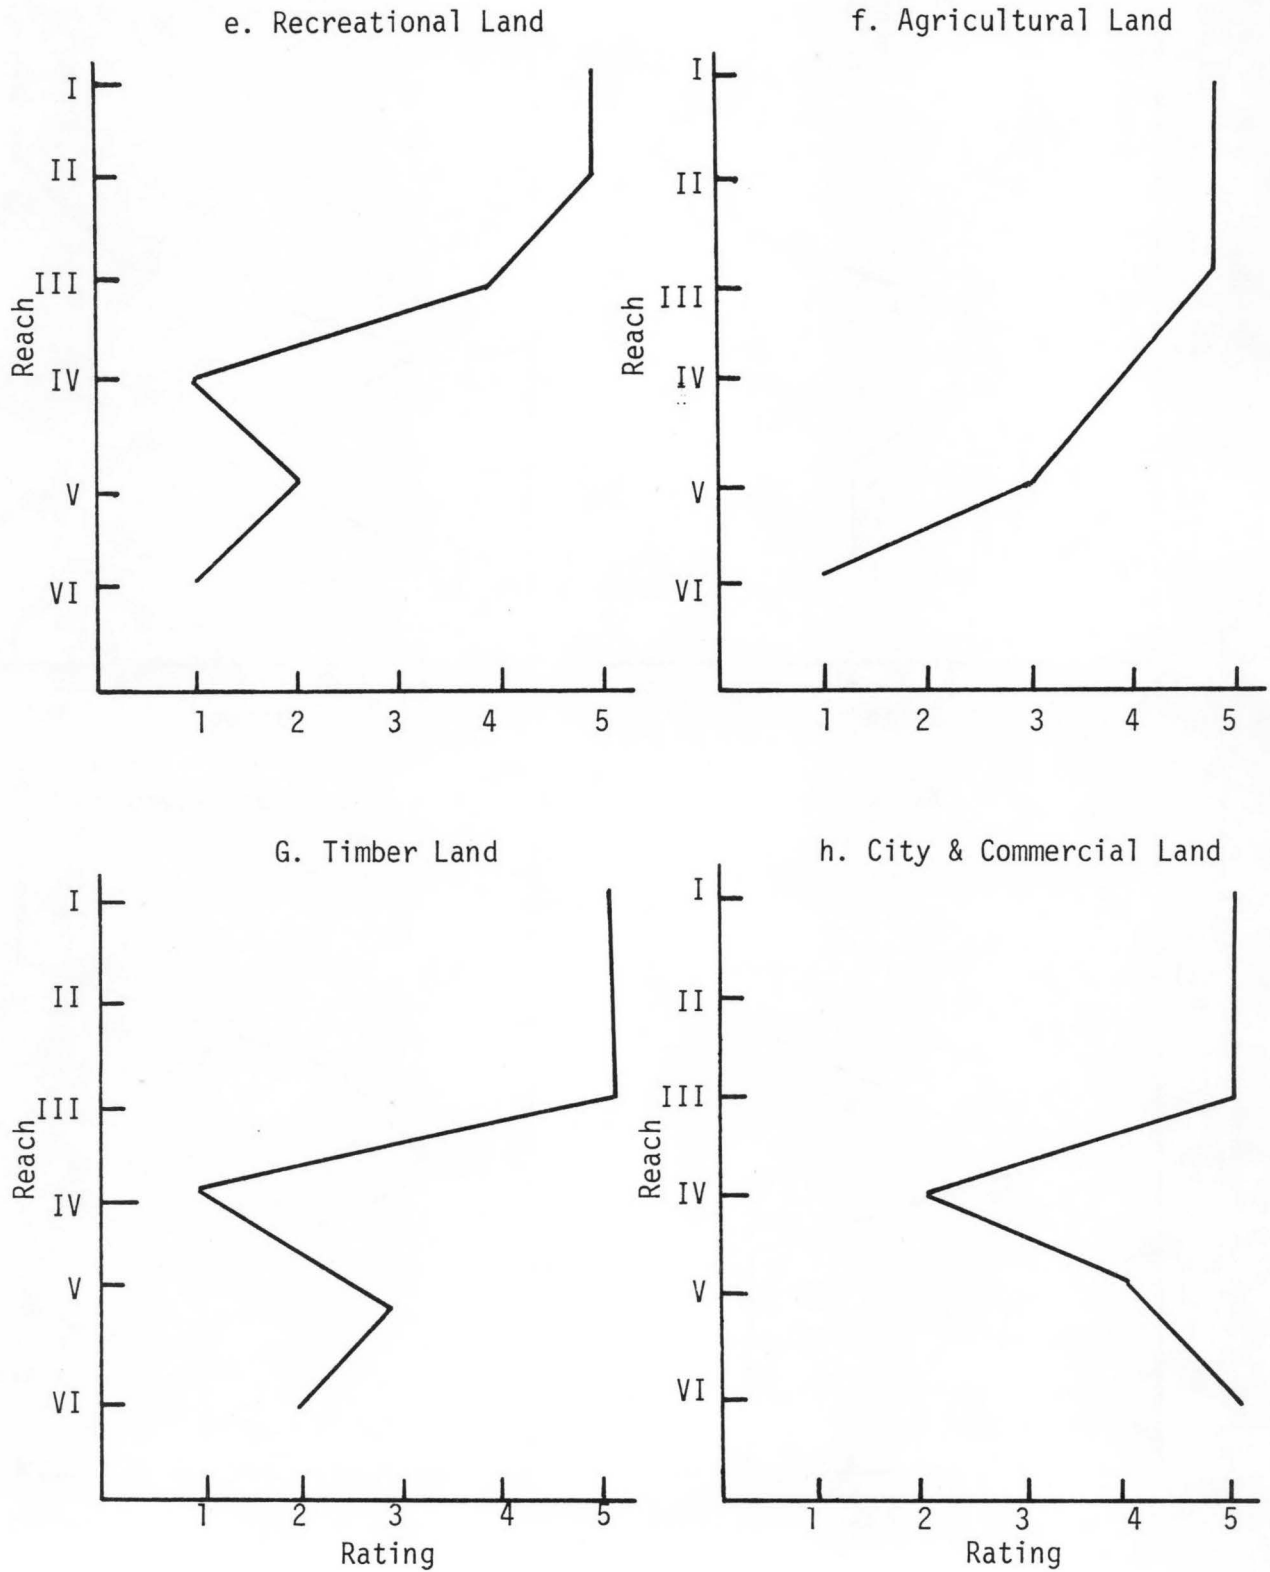 e. Recreational Land
I
II
III
IV
V
VI
Reach
1 2 3 4 5
f. Agricultural Land
I
II
III
IV
V
VI
Reach
1 2 3 4 5
G. Timber Land
I
II
III
IV
V
VI
Reach
1 2 3 4 5
Rating
h. City & Commercial Land
I
II
III
IV
V
VI
Reach
1 2 3 4 5
Rating